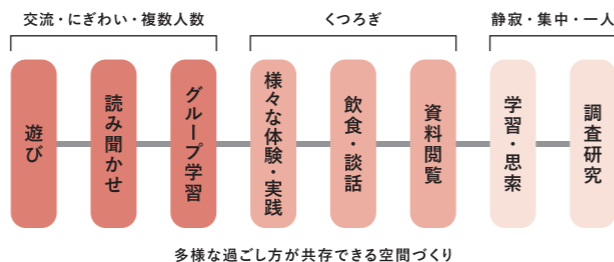 交流・にぎわい・複数人数
くつろぎ
静寂・集中・一人
遊び
読み聞かせ
グループ学習
様々な体験・実践
飲食・談話
資料閲覧
学習・思索
調査研究
多様な過ごし方が共存できる空間づくり